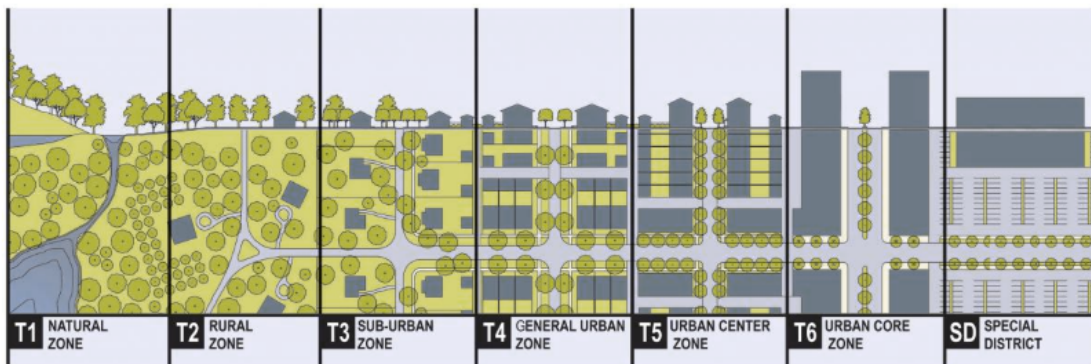 T1 NATURAL ZONE
T2 RURAL ZONE
T3 SUB-URBAN ZONE
T4 GENERAL URBAN ZONE
T5 URBAN CENTER ZONE
T6 URBAN CORE ZONE
SD SPECIAL DISTRICT